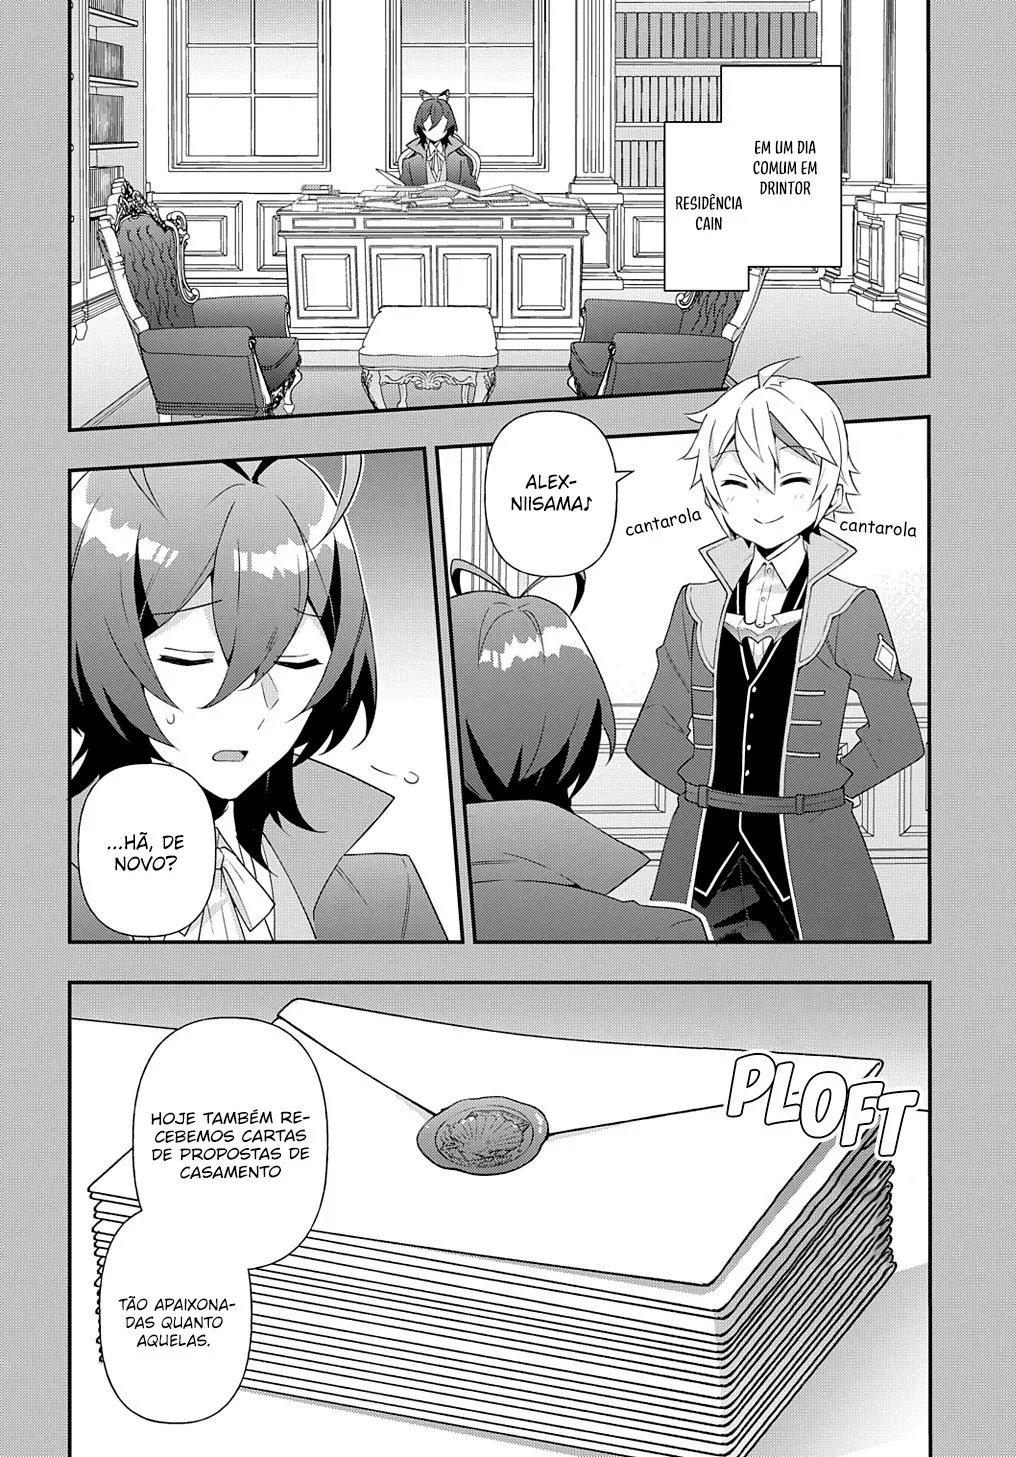 EM UM DIA
COMUM EM
DRINTOR
RESIDÊNCIA
CAIN
ALEX-
NIISAMA♪
cantarola
cantarola
...HÃ, DE
NOVO?
PLOFT
HOJE TAMBÉM RE-
CEBEMOS CARTAS
DE PROPOSTAS DE
CASAMENTO
TÃO APAIXONA-
DAS QUANTO
AQUELAS.